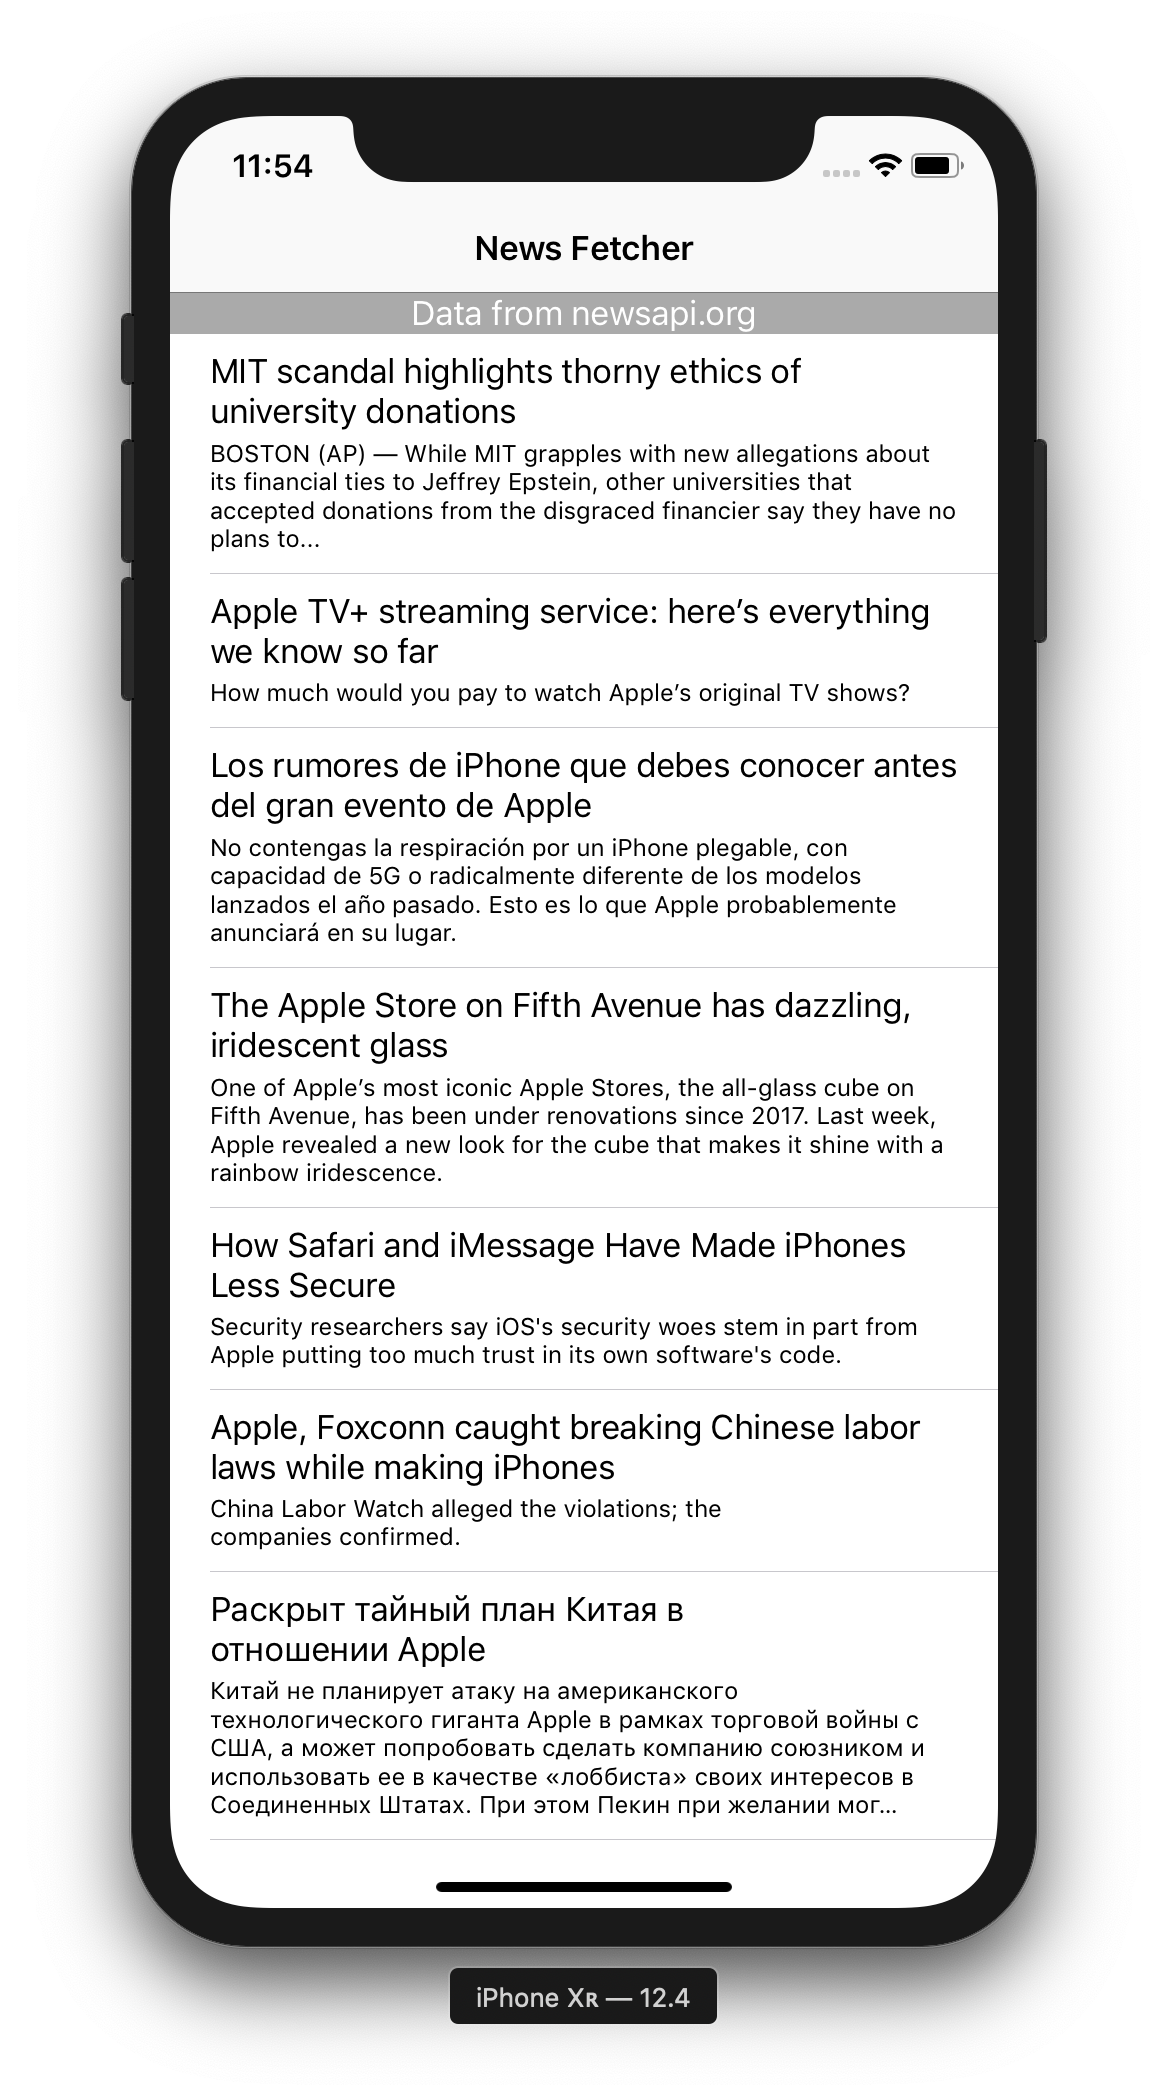 11:54
News Fetcher
Data from newsapi.org
MIT scandal highlights thorny ethics of
university donations
BOSTON (AP) — While MIT grapples with new allegations about
its financial ties to Jeffrey Epstein, other universities that
accepted donations from the disgraced financier say they have no
plans to…
Apple TV+ streaming service: here’s everything
we know so far
How much would you pay to watch Apple’s original TV shows?
Los rumores de iPhone que debes conocer antes
del gran evento de Apple
No contengas la respiración por un iPhone plegable, con
capacidad de 5G o radicalmente diferente de los modelos
lanzados el año pasado. Esto es lo que Apple probablemente
anunciará en su lugar.
The Apple Store on Fifth Avenue has dazzling,
iridescent glass
One of Apple’s most iconic Apple Stores, the all-glass cube on
Fifth Avenue, has been under renovations since 2017. Last week,
Apple revealed a new look for the cube that makes it shine with a
rainbow iridescence.
How Safari and iMessage Have Made iPhones
Less Secure
Security researchers say iOS's security woes stem in part from
Apple putting too much trust in its own software's code.
Apple, Foxconn caught breaking Chinese labor
laws while making iPhones
China Labor Watch alleged the violations; the
companies confirmed.
Раскрыт тайный план Китая в
отношении Apple
Китай не планирует атаку на американского
технологического гиганта Apple в рамках торговой войны с
США, а может попробовать сделать компанию союзником и
использовать ее в качестве «лоббиста» своих интересов в
Соединенных Штатах. При этом Пекин при желании мог…
iPhone Xʀ — 12.4